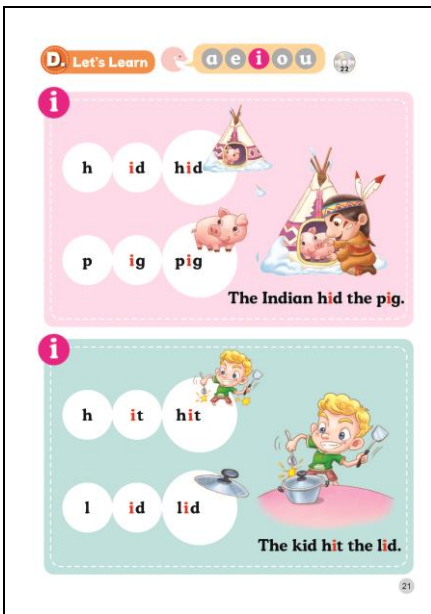 D. Let's Learn a e i o u 22
i
h id hid
p ig pig
The Indian hid the pig.
i
h it hit
l id lid
The kid hit the lid.
21